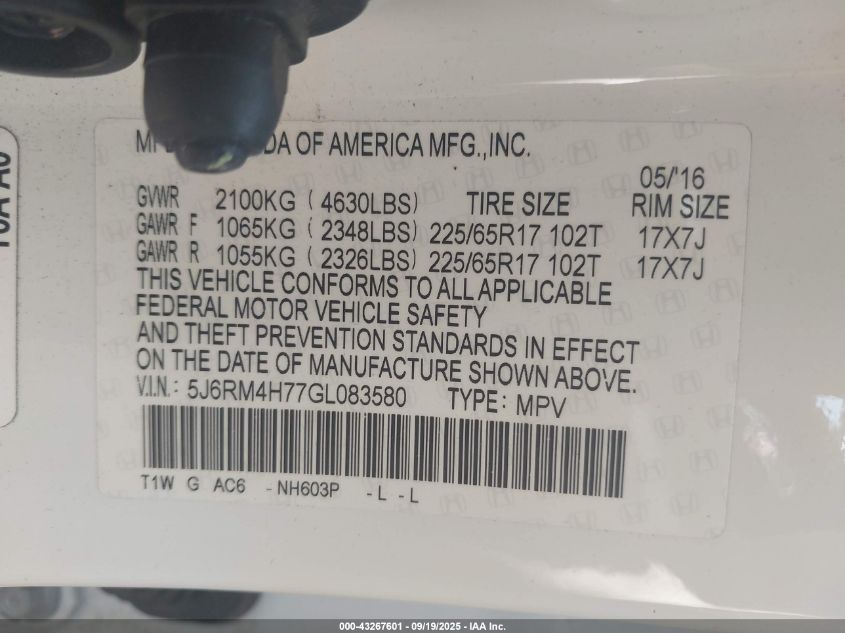 OF AMERICA MFG.,INC.
05/'16
GVWR 2100KG ( 4630LBS) TIRE SIZE RIM SIZE
GAWR F 1065KG ( 2348LBS) 225/65R17 102T 17X7J
GAWR R 1055KG ( 2326LBS) 225/65R17 102T 17X7J
THIS VEHICLE CONFORMS TO ALL APPLICABLE
FEDERAL MOTOR VEHICLE SAFETY
AND THEFT PREVENTION STANDARDS IN EFFECT
ON THE DATE OF MANUFACTURE SHOWN ABOVE.
V.I.N.: 5J6RM4H77GL083580 TYPE: MPV
T1W G AC6 -NH603P -L -L
000-43267601 - 09/19/2025 - IAA Inc.